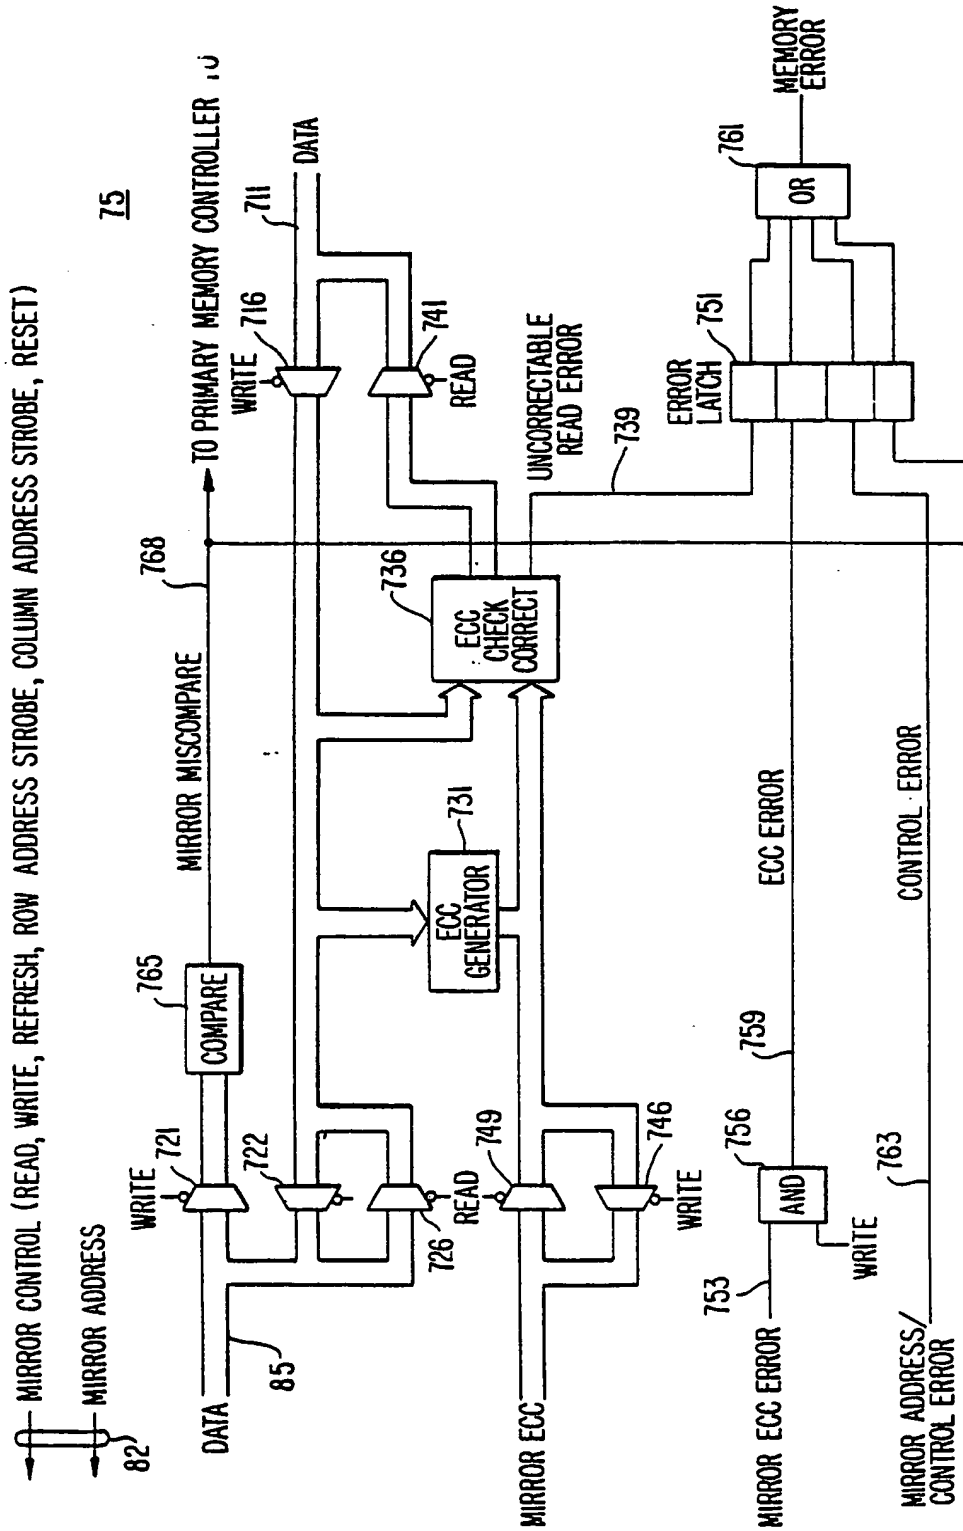 MIRROR CONTROL (READ, WRITE, REFRESH, ROW ADDRESS STROBE, COLUMN ADDRESS STROBE, RESET)
MIRROR ADDRESS
82
75
TO PRIMARY MEMORY CONTROLLER
MIRROR MISCOMPARE
768
765
COMPARE
WRITE
721
722
DATA
85
726
READ
WRITE
716
711
DATA
741
READ
736
ECC
CHECK
CORRECT
731
ECC
GENERATOR
UNCORRECTABLE
READ ERROR
739
749
746
WRITE
MIRROR ECC
ERROR
LATCH
751
761
OR
MEMORY
ERROR
MIRROR ECC ERROR
753
756
AND
WRITE
759
ECC ERROR
MIRROR ADDRESS/
CONTROL ERROR
763
CONTROL ERROR